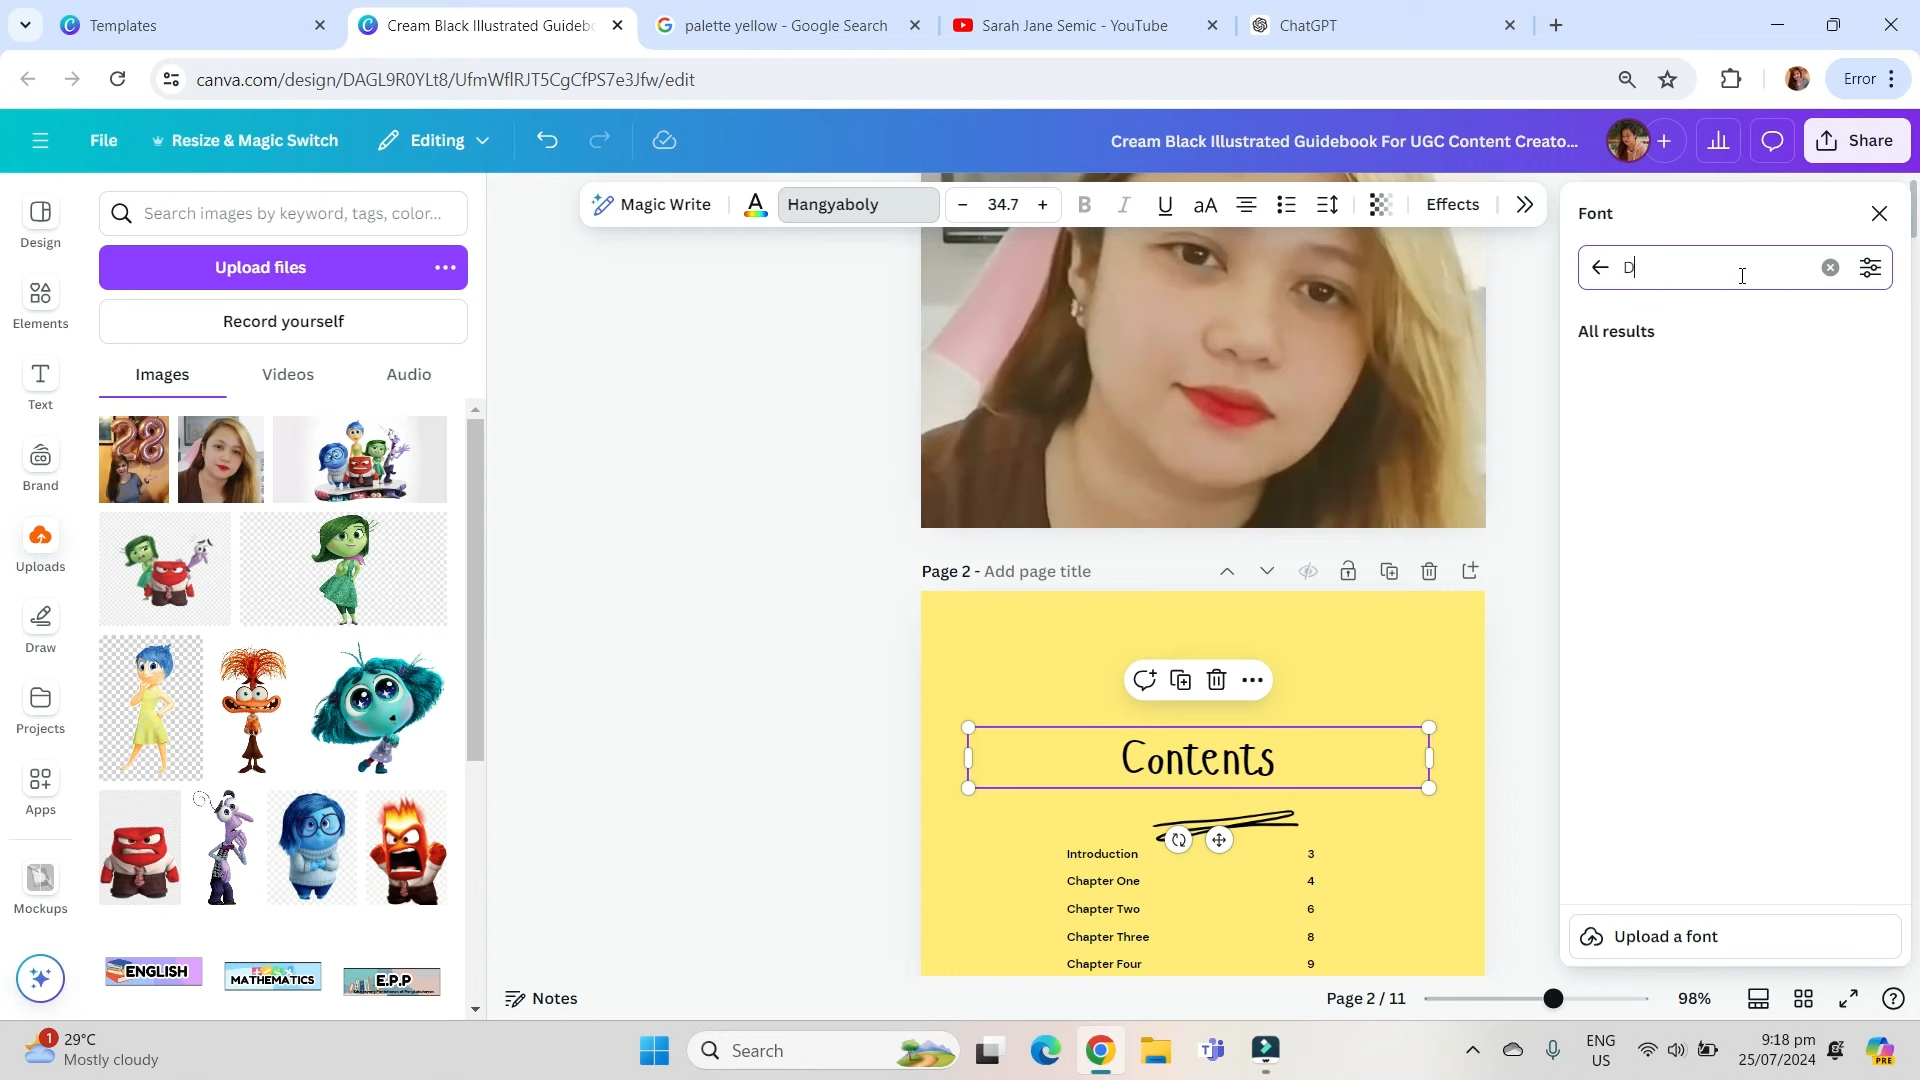 Templates
Cream Black Illustrated Guidebo
palette yellow - Google Search
Sarah Jane Semic - YouTube
ChatGPT
canva.com/design/DAGL9R0YLt8/UfmWflRJT5CgCfPS7e3Jfw/edit
Error
File
Resize & Magic Switch
Editing
Cream Black Illustrated Guidebook For UGC Content Creato...
Share
Design
Elements
Text
Brand
Uploads
Draw
Projects
Apps
Mockups
Search images by keyword, tags, color...
Upload files
Record yourself
Images
Videos
Audio
28
ENGLISH
MATHEMATICS
E.P.P
Magic Write
A
Hangyaboly
– 34.7 +
B I U aA
Effects
Page 2 - Add page title
Contents
Introduction 3
Chapter One 4
Chapter Two 6
Chapter Three 8
Chapter Four 9
Font
D
All results
Upload a font
Notes
Page 2 / 11
98%
1
29°C
Mostly cloudy
Search
PRE
ENG
US
9:18 pm
25/07/2024